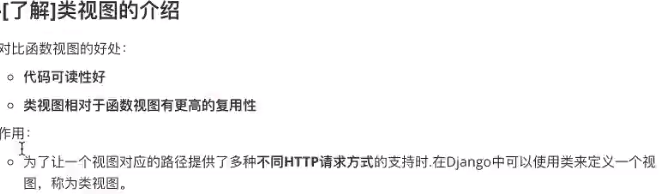 [了解]类视图的介绍
对比函数视图的好处：
代码可读性好
类视图相对于函数视图有更高的复用性
作用：
为了让一个视图对应的路径提供了多种不同HTTP请求方式的支持时.在Django中可以使用类来定义一个视
图，称为类视图。